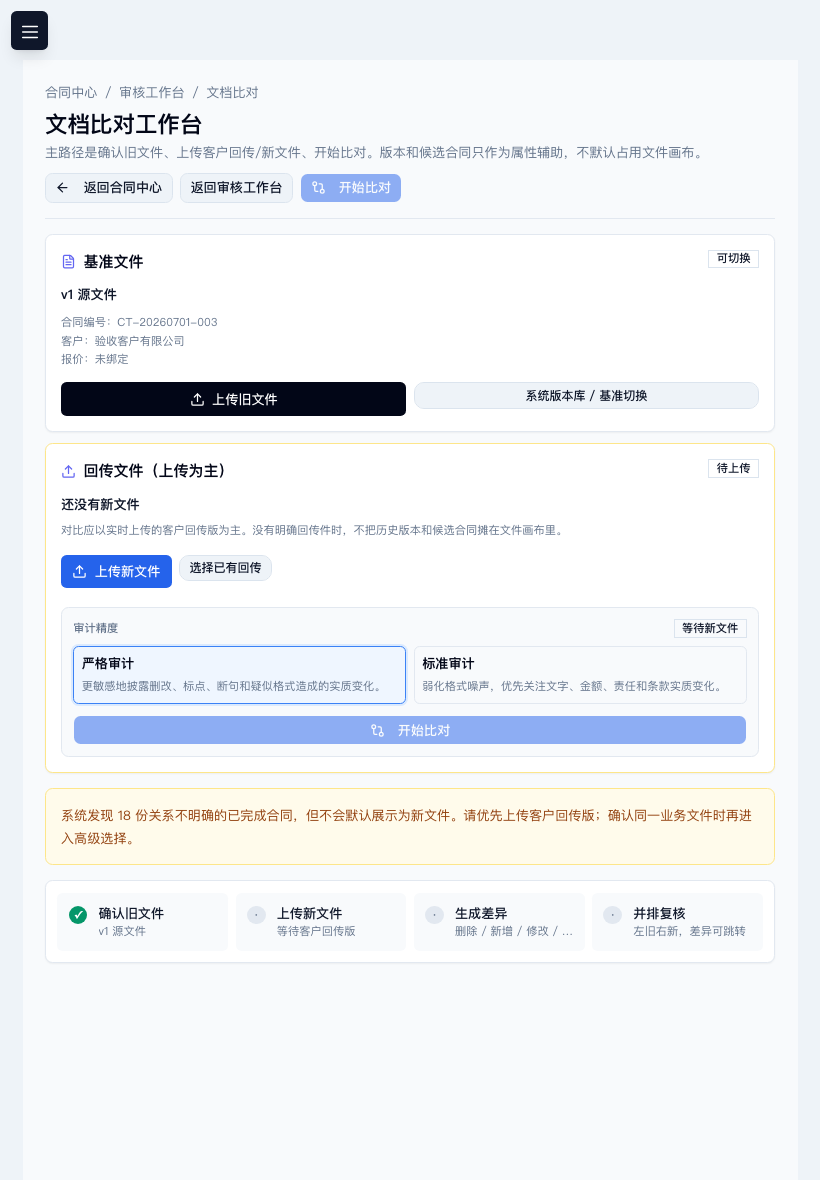 合同中心 / 审核工作台 / 文档比对
文档比对工作台
主路径是确认旧文件、上传客户回传/新文件、开始比对。版本和候选合同只作为属性辅助，不默认占用文件画布。
返回合同中心 返回审核工作台 开始比对
基准文件 可切换
v1 源文件
合同编号：CT-20260701-003
客户：验收客户有限公司
报价：未绑定
上传旧文件 系统版本库 / 基准切换
回传文件（上传为主） 待上传
还没有新文件
对比应以实时上传的客户回传版为主。没有明确回传件时，不把历史版本和候选合同摊在文件画布里。
上传新文件 选择已有回传
审计精度 等待新文件
严格审计 标准审计
更敏感地披露删改、标点、断句和疑似格式造成的实质变化。 弱化格式噪声，优先关注文字、金额、责任和条款实质变化。
开始比对
系统发现 18 份关系不明确的已完成合同，但不会默认展示为新文件。请优先上传客户回传版；确认同一业务文件时再进
入高级选择。
确认旧文件 上传新文件 生成差异 并排复核
v1 源文件 等待客户回传版 删除 / 新增 / 修改 / ... 左旧右新，差异可跳转